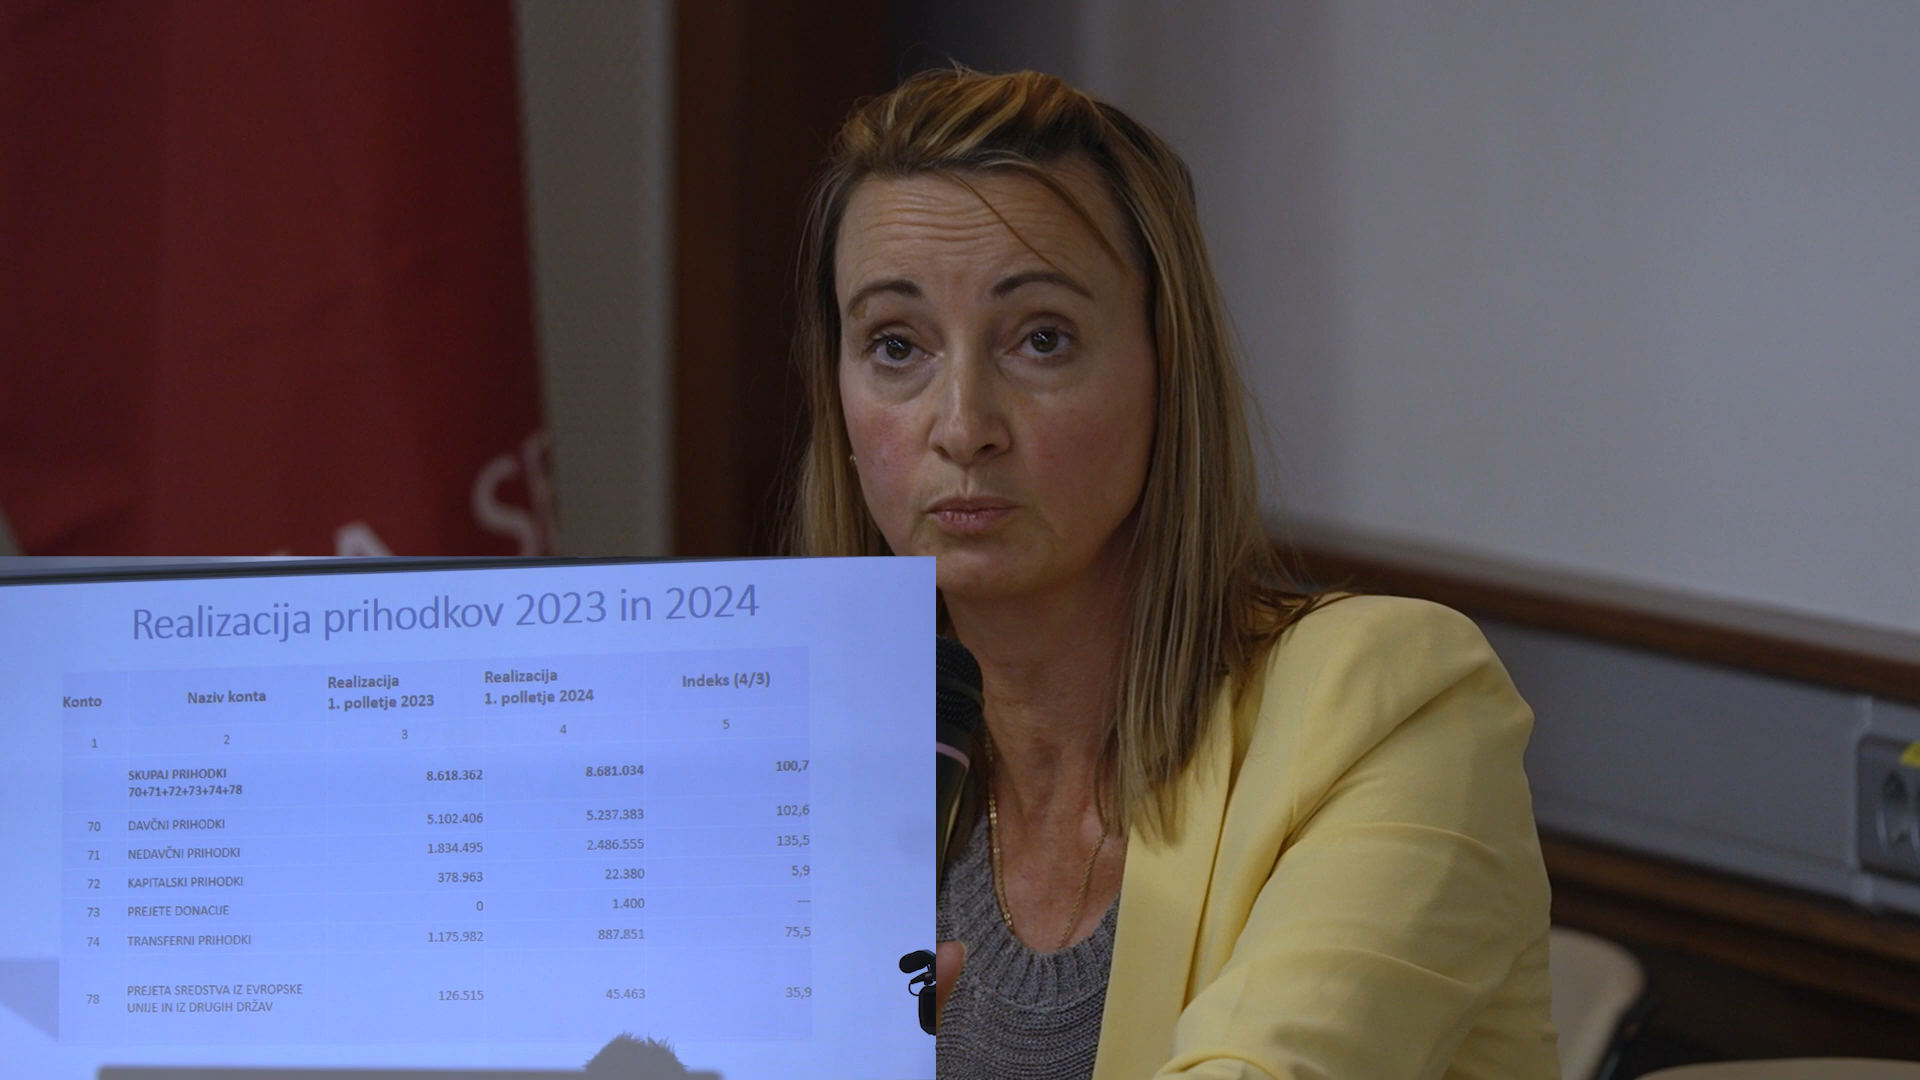 A S
Realizacija prihodkov 2023 in 2024
Konto Naziv konta Realizacija 1. polletje 2023 Realizacija 1. polletje 2024 Indeks (4/3)
1 2 3 4 5
SKUPAJ PRIHODKI 70+71+72+73+74+78 8.618.362 8.681.034 100,7
70 DAVČNI PRIHODKI 5.102.406 5.237.383 102,6
71 NEDAVČNI PRIHODKI 1.834.495 2.486.555 135,5
72 KAPITALSKI PRIHODKI 378.963 22.380 5,9
73 PREJETE DONACIJE 0 1.400 ---
74 TRANSFERNI PRIHODKI 1.175.982 887.851 75,5
78 PREJETA SREDSTVA IZ EVROPSKE UNIJE IN IZ DRUGIH DRŽAV 126.515 45.463 35,9